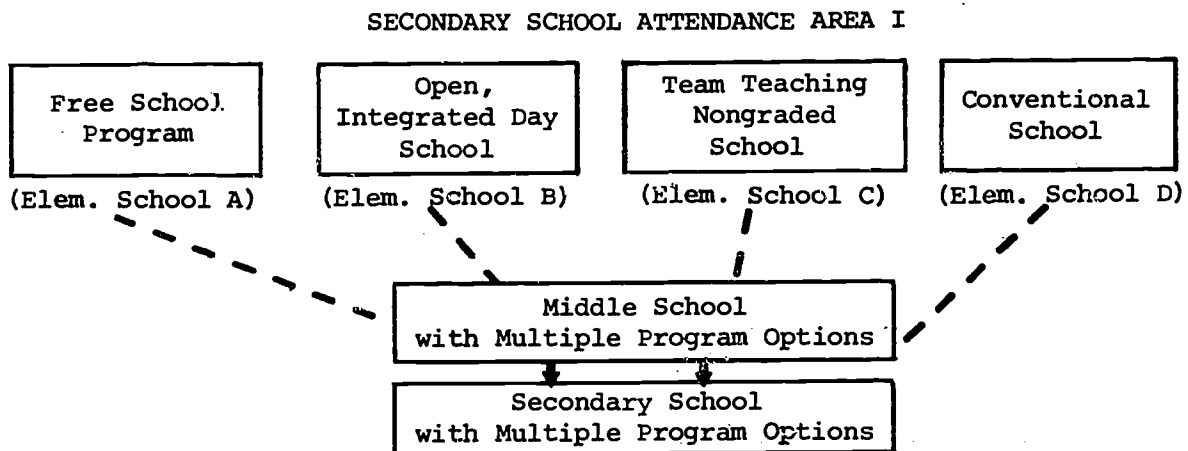 SECONDARY SCHOOL ATTENDANCE AREA I
Free School
Program
(Elem. School A)
Open,
Integrated Day
School
(Elem. School B)
Team Teaching
Nongraded
School
(Elem. School C)
Conventional
School
(Elem. School D)
Middle School
with Multiple Program Options
Secondary School
with Multiple Program Options